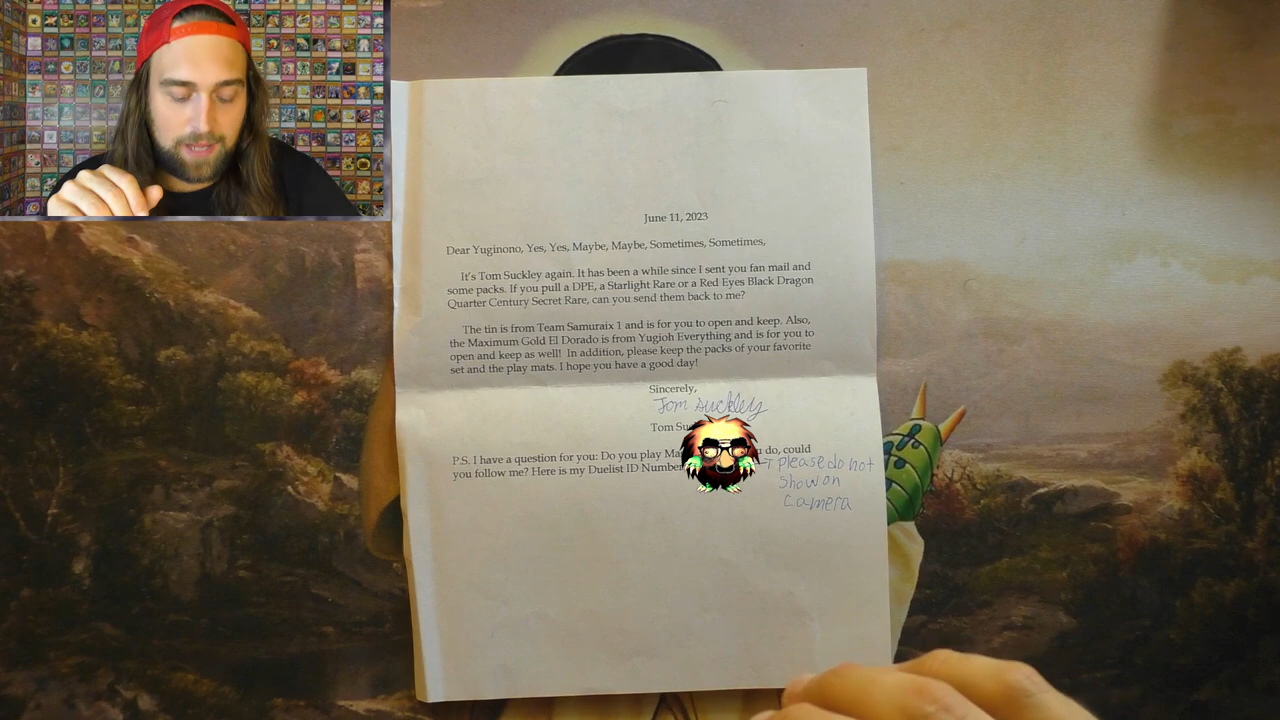 June 11, 2023
Dear Yuginono, Yes, Yes, Maybe, Maybe, Sometimes, Sometimes,
It's Tom Suckley again. It has been a while since I sent you fan mail and
some packs. If you pull a DPE, a Starlight Rare or a Red Eyes Black Dragon
Quarter Century Secret Rare, can you send them back to me?
The tin is from Team Samuraix 1 and is for you to open and keep. Also,
the Maximum Gold El Dorado is from Yugioh Everything and is for you to
open and keep as well! In addition, please keep the packs of your favorite
set and the play mats. I hope you have a good day!
Sincerely,
Tom Suckley
Tom
P.S. I have a question for you: Do you play do, could
you follow me? Here is my Duelist ID Number
please do not
show on
camera